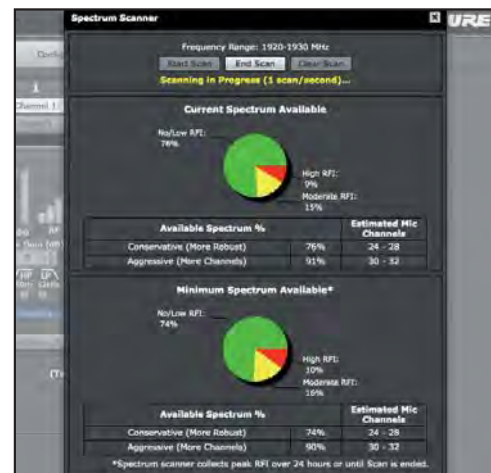 Spectrum Scanner
URE
Frequency Range: 1920-1930 MHz
Start Scan End Scan Clear Scan
Scanning in Progress (1 scan/second)...
Current Spectrum Available
No/Low RFI:
76%
High RFI:
9%
Moderate RFI:
15%
Available Spectrum % Estimated Mic Channels
Conservative (More Robust) 76% 24 - 28
Aggressive (More Channels) 91% 30 - 32
Minimum Spectrum Available*
No/Low RFI:
74%
High RFI:
10%
Moderate RFI:
16%
Available Spectrum % Estimated Mic Channels
Conservative (More Robust) 74% 24 - 28
Aggressive (More Channels) 90% 30 - 32
*Spectrum scanner collects peak RFI over 24 hours or until Scan is ended.